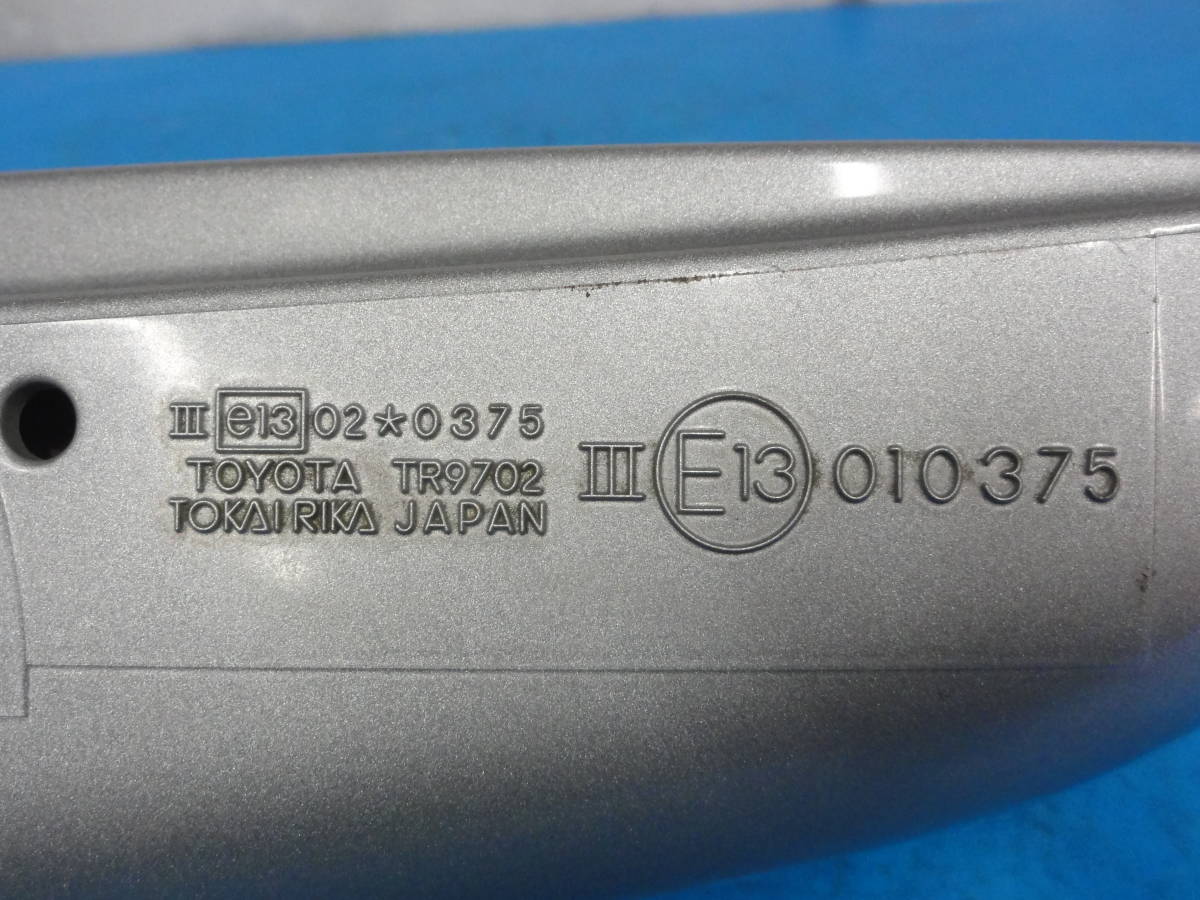 III e13 02*0375
TOYOTA TR9702
TOKAI RIKA JAPAN
III E13 010375